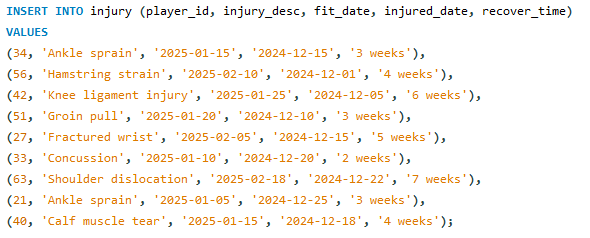 INSERT INTO injury (player_id, injury_desc, fit_date, injured_date, recover_time)
VALUES
(34, 'Ankle sprain', '2025-01-15', '2024-12-15', '3 weeks'),
(56, 'Hamstring strain', '2025-02-10', '2024-12-01', '4 weeks'),
(42, 'Knee ligament injury', '2025-01-25', '2024-12-05', '6 weeks'),
(51, 'Groin pull', '2025-01-20', '2024-12-10', '3 weeks'),
(27, 'Fractured wrist', '2025-02-05', '2024-12-15', '5 weeks'),
(33, 'Concussion', '2025-01-10', '2024-12-20', '2 weeks'),
(63, 'Shoulder dislocation', '2025-02-18', '2024-12-22', '7 weeks'),
(21, 'Ankle sprain', '2025-01-05', '2024-12-25', '3 weeks'),
(40, 'Calf muscle tear', '2025-01-15', '2024-12-18', '4 weeks');